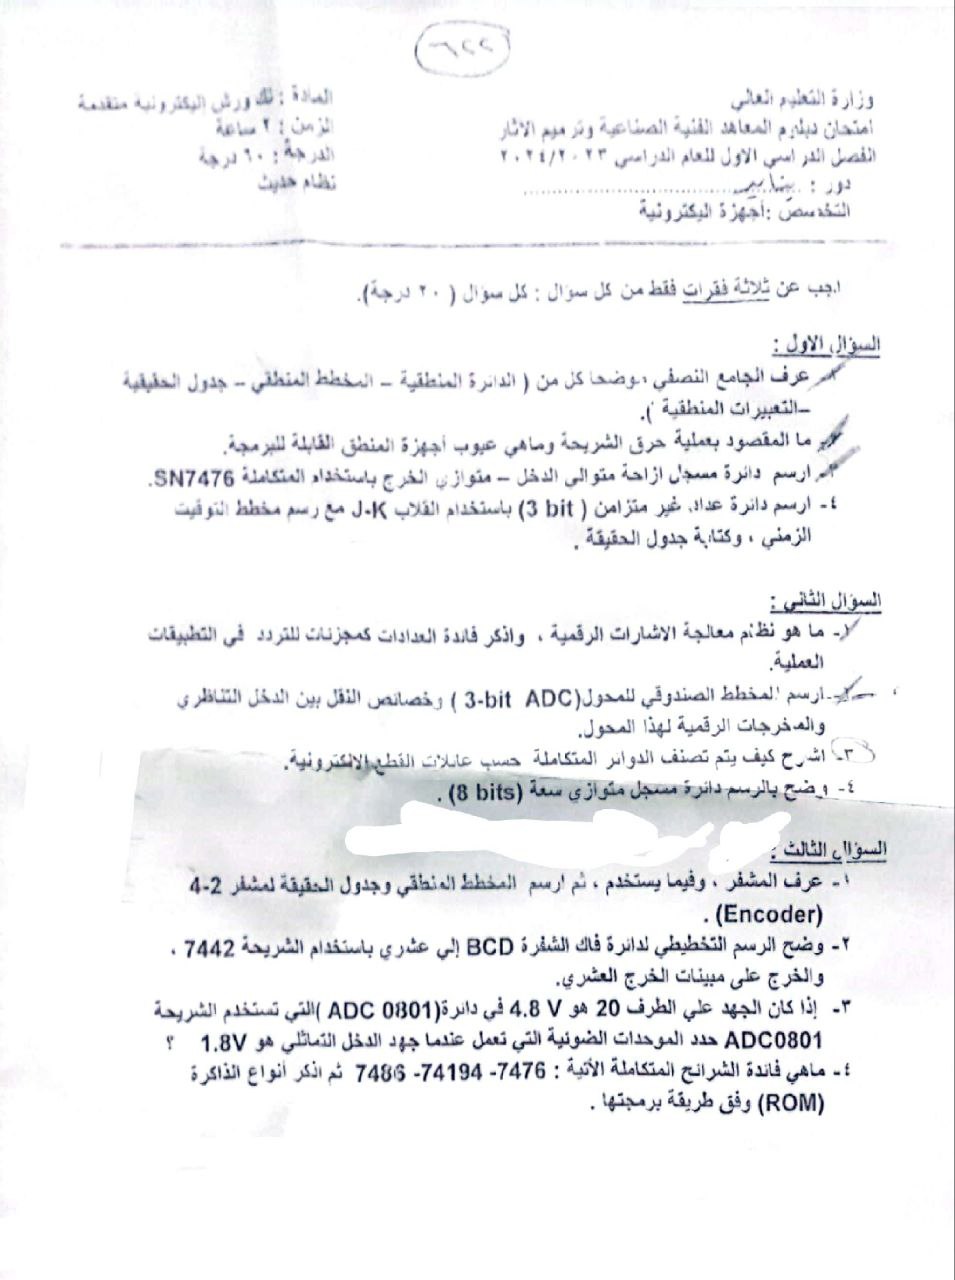 ٦٢٢
وزارة التعليم العالي
امتحان دبلوم المعاهد الفنية الصناعية وترميم الاثار
الفصل الدراسي الاول للعام الدراسي ٢٠٢٤/٢٠٢٣
دور : يناير
التخصص :أجهزة اليكترونية
المادة : تك ورش اليكترونية متقدمة
الزمن : ٢ ساعة
الدرجة : ٦٠ درجة
نظام حديث
اجب عن ثلاثة فقرات فقط من كل سؤال : كل سؤال ( ٢٠ درجة).
السؤال الاول :
عرف الجامع النصفي موضحا كل من ( الدائرة المنطقية – المخطط المنطقي – جدول الحقيقية
–التعبيرات المنطقية ).
ما المقصود بعملية حرق الشريحة وماهي عيوب أجهزة المنطق القابلة للبرمجة.
٣- ارسم دائرة مسجل ازاحة متوالي الدخل – متوازي الخرج باستخدام المتكاملة SN7476.
٤- ارسم دائرة عداد غير متزامن ( 3 bit) باستخدام القلاب J-K مع رسم مخطط التوقيت
الزمني ، وكتابة جدول الحقيقة .
السؤال الثاني :
١- ما هو نظام معالجة الاشارات الرقمية ، واذكر فائدة العدادات كمجزئات للتردد في التطبيقات
العملية.
٢- ارسم المخطط الصندوقي للمحول(3-bit ADC ) وخصائص النقل بين الدخل التناظري
والمخرجات الرقمية لهذا المحول.
٣- اشرح كيف يتم تصنف الدوائر المتكاملة حسب عائلات القطع الالكترونية.
٤- وضح بالرسم دائرة مسجل متوازي سعة (8 bits) .
السؤال الثالث :
١- عرف المشفر ، وفيما يستخدم ، ثم ارسم المخطط المنطقي وجدول الحقيقة لمشفر 2-4
(Encoder) .
٢- وضح الرسم التخطيطي لدائرة فاك الشفرة BCD إلي عشري باستخدام الشريحة 7442 ،
والخرج على مبينات الخرج العشري.
٣- إذا كان الجهد علي الطرف 20 هو 4.8 V في دائرة(ADC 0801 )التي تستخدم الشريحة
ADC0801 حدد الموحدات الضوئية التي تعمل عندما جهد الدخل التماثلي هو 1.8V ؟
٤- ماهي فائدة الشرائح المتكاملة الأتية : 7476- 74194- 7486 ثم اذكر أنواع الذاكرة
(ROM) وفق طريقة برمجتها .